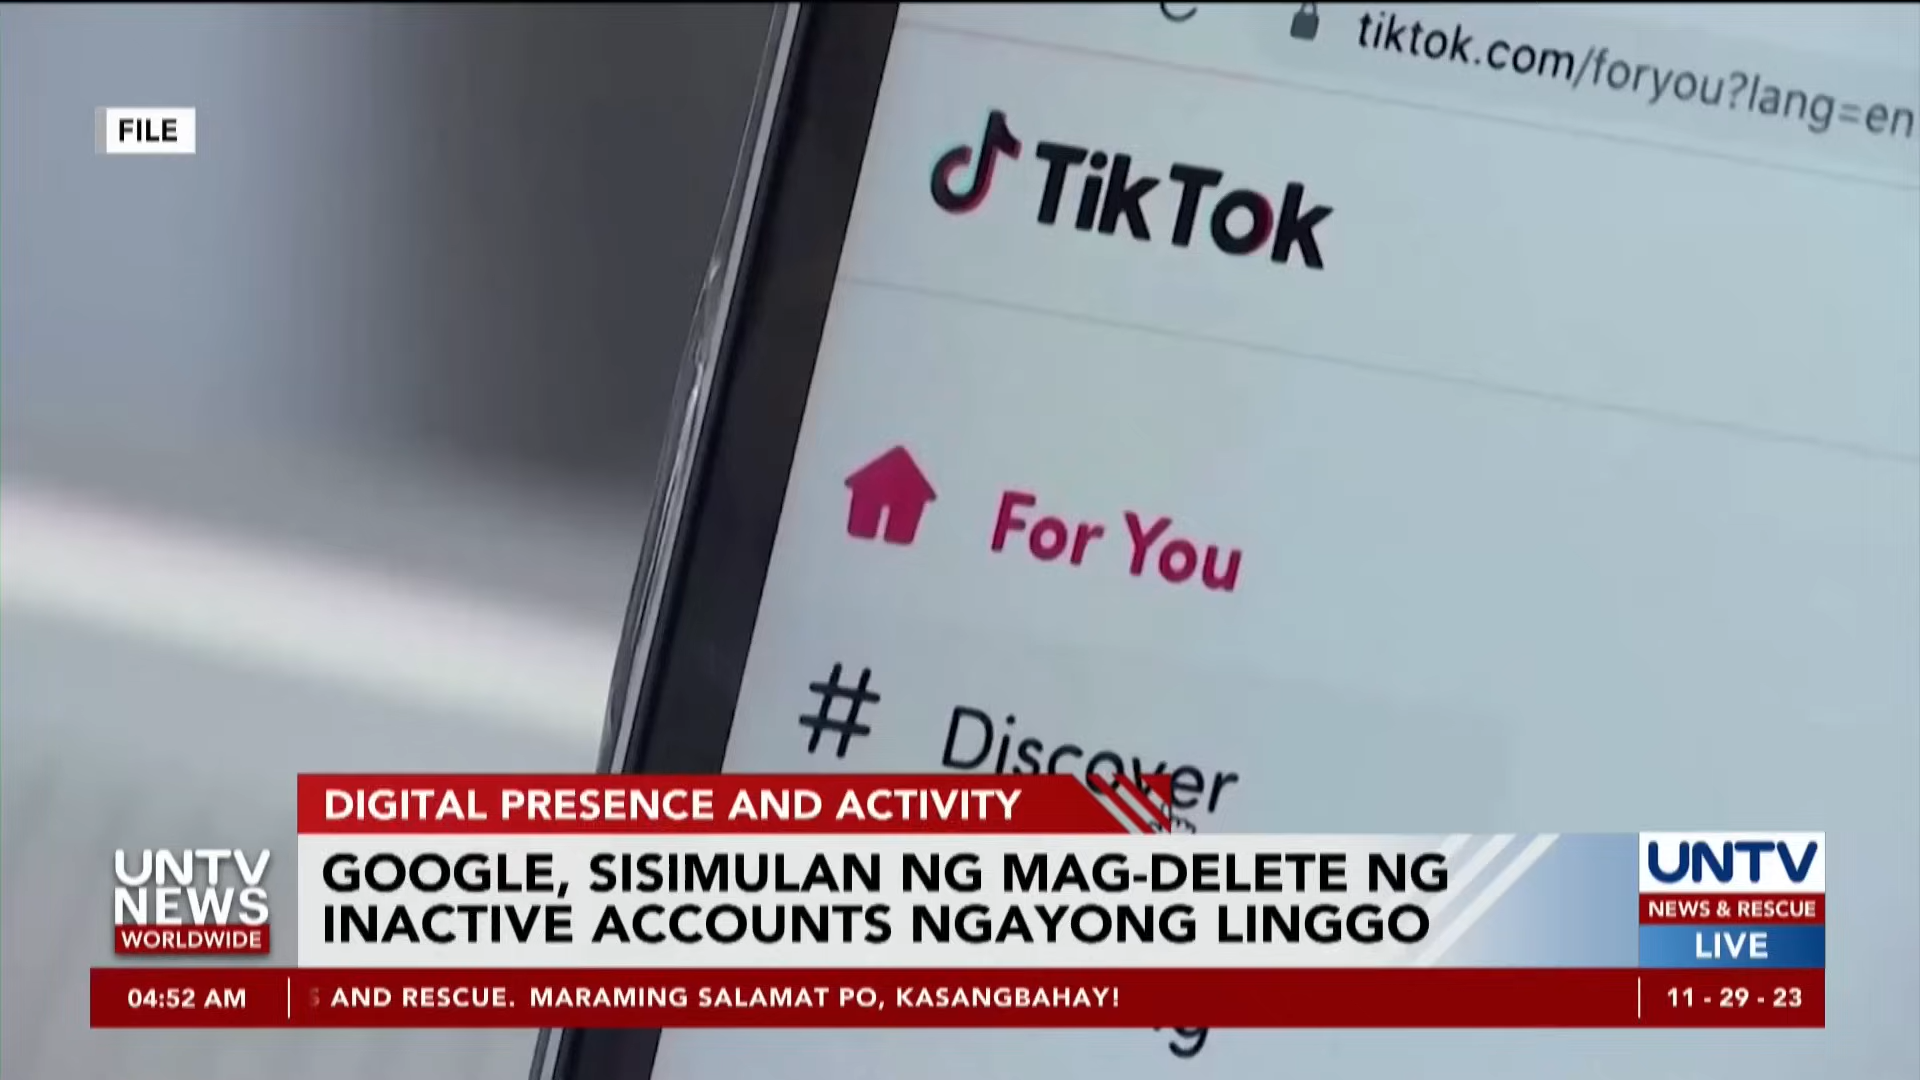 tiktok.com/foryou?lang=en
FILE
TikTok
For You
# Discover
DIGITAL PRESENCE AND ACTIVITY
GOOGLE, SISIMULAN NG MAG-DELETE NG
INACTIVE ACCOUNTS NGAYONG LINGGO
UNTV
NEWS
WORLDWIDE
UNTV
NEWS & RESCUE
LIVE
04:52 AM
AND RESCUE. MARAMING SALAMAT PO, KASANGBAHAY!
11 - 29 - 23